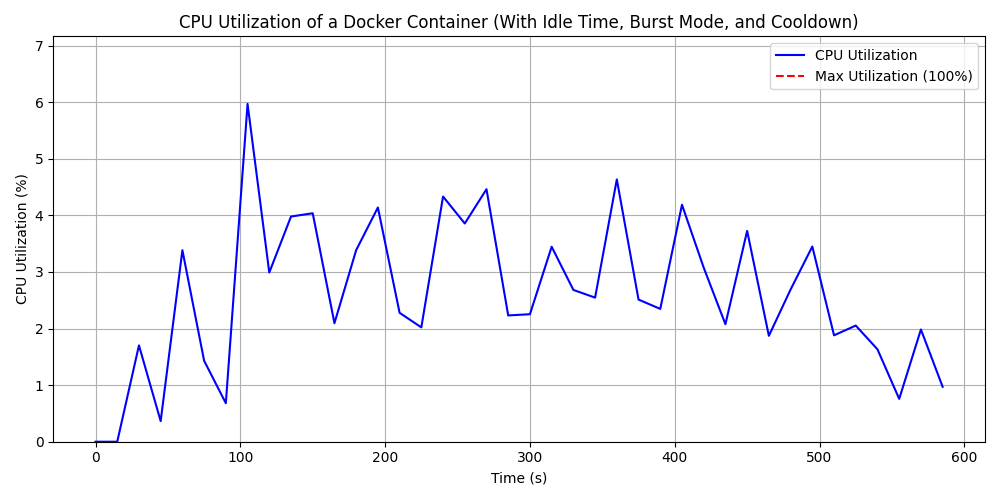 CPU Utilization of a Docker Container (With Idle Time, Burst Mode, and Cooldown)
CPU Utilization
Max Utilization (100%)
CPU Utilization (%)
7
6
5
4
3
2
1
0
0 100 200 300 400 500 600
Time (s)